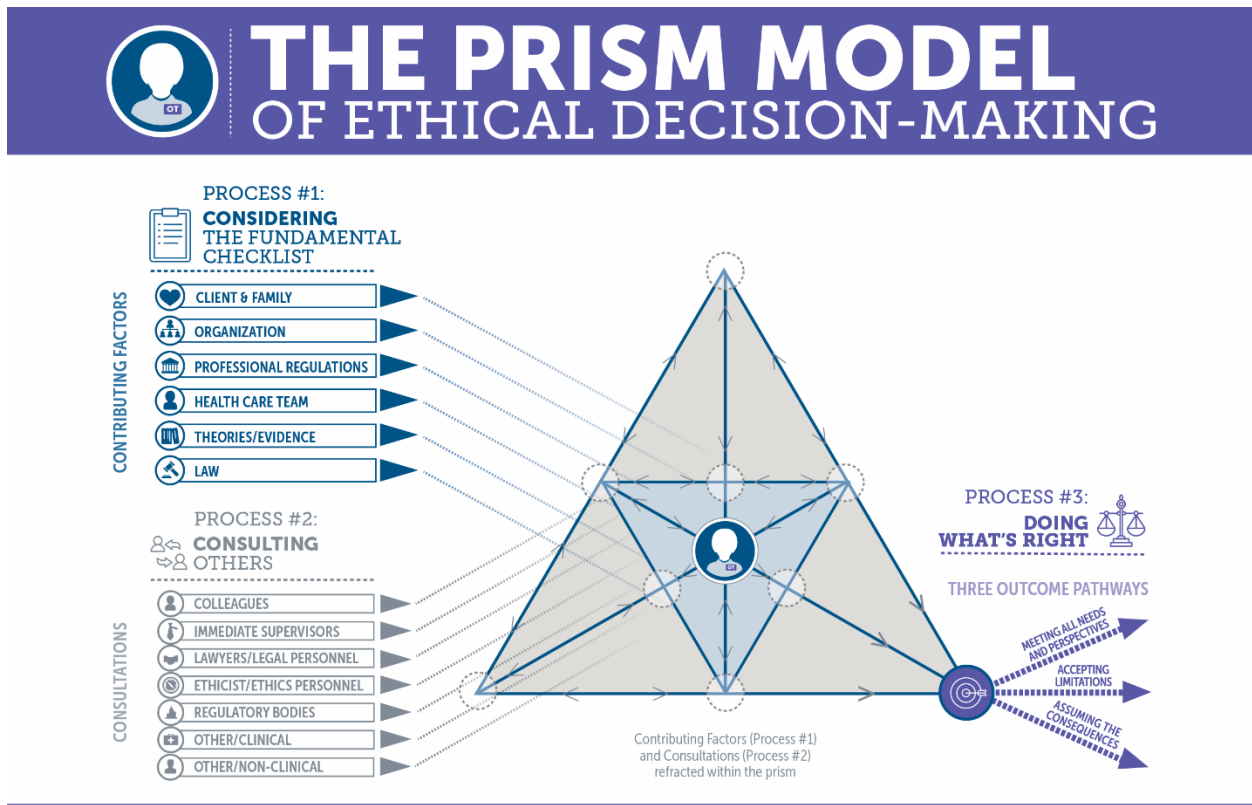 OT
THE PRISM MODEL
OF ETHICAL DECISION-MAKING
PROCESS #1:
CONSIDERING
THE FUNDAMENTAL
CHECKLIST
CONTRIBUTING FACTORS
CLIENT & FAMILY
ORGANIZATION
PROFESSIONAL REGULATIONS
HEALTH CARE TEAM
THEORIES/EVIDENCE
LAW
PROCESS #2:
CONSULTING
OTHERS
CONSULTATIONS
COLLEAGUES
IMMEDIATE SUPERVISORS
LAWYERS/LEGAL PERSONNEL
ETHICIST/ETHICS PERSONNEL
REGULATORY BODIES
OTHER/CLINICAL
OTHER/NON-CLINICAL
OT
Contributing Factors (Process #1)
and Consultations (Process #2)
refracted within the prism
PROCESS #3:
DOING
WHAT'S RIGHT
THREE OUTCOME PATHWAYS
MEETING ALL NEEDS
AND PERSPECTIVES
ACCEPTING
LIMITATIONS
ASSUMING THE
CONSEQUENCES